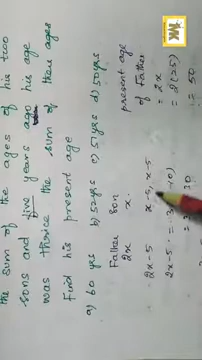 the sum of the ages of his two
sons and five years ago his age
was thrice the sum of their ages
Find his present age
a) 60 yrs b) 52 yrs c) 51 yrs d) 50 yrs
Father son
2x x.
2x-5 x-5, x-5
2x-5 =
present age
of Father
= 2x
= 2(25)
= 50